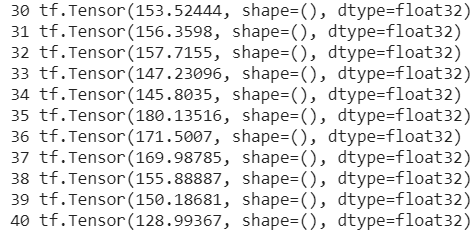 30 tf.Tensor(153.52444, shape=(), dtype=float32)
31 tf.Tensor(156.3598, shape=(), dtype=float32)
32 tf.Tensor(157.7155, shape=(), dtype=float32)
33 tf.Tensor(147.23096, shape=(), dtype=float32)
34 tf.Tensor(145.8035, shape=(), dtype=float32)
35 tf.Tensor(180.13516, shape=(), dtype=float32)
36 tf.Tensor(171.5007, shape=(), dtype=float32)
37 tf.Tensor(169.98785, shape=(), dtype=float32)
38 tf.Tensor(155.88887, shape=(), dtype=float32)
39 tf.Tensor(150.18681, shape=(), dtype=float32)
40 tf.Tensor(128.99367, shape=(), dtype=float32)